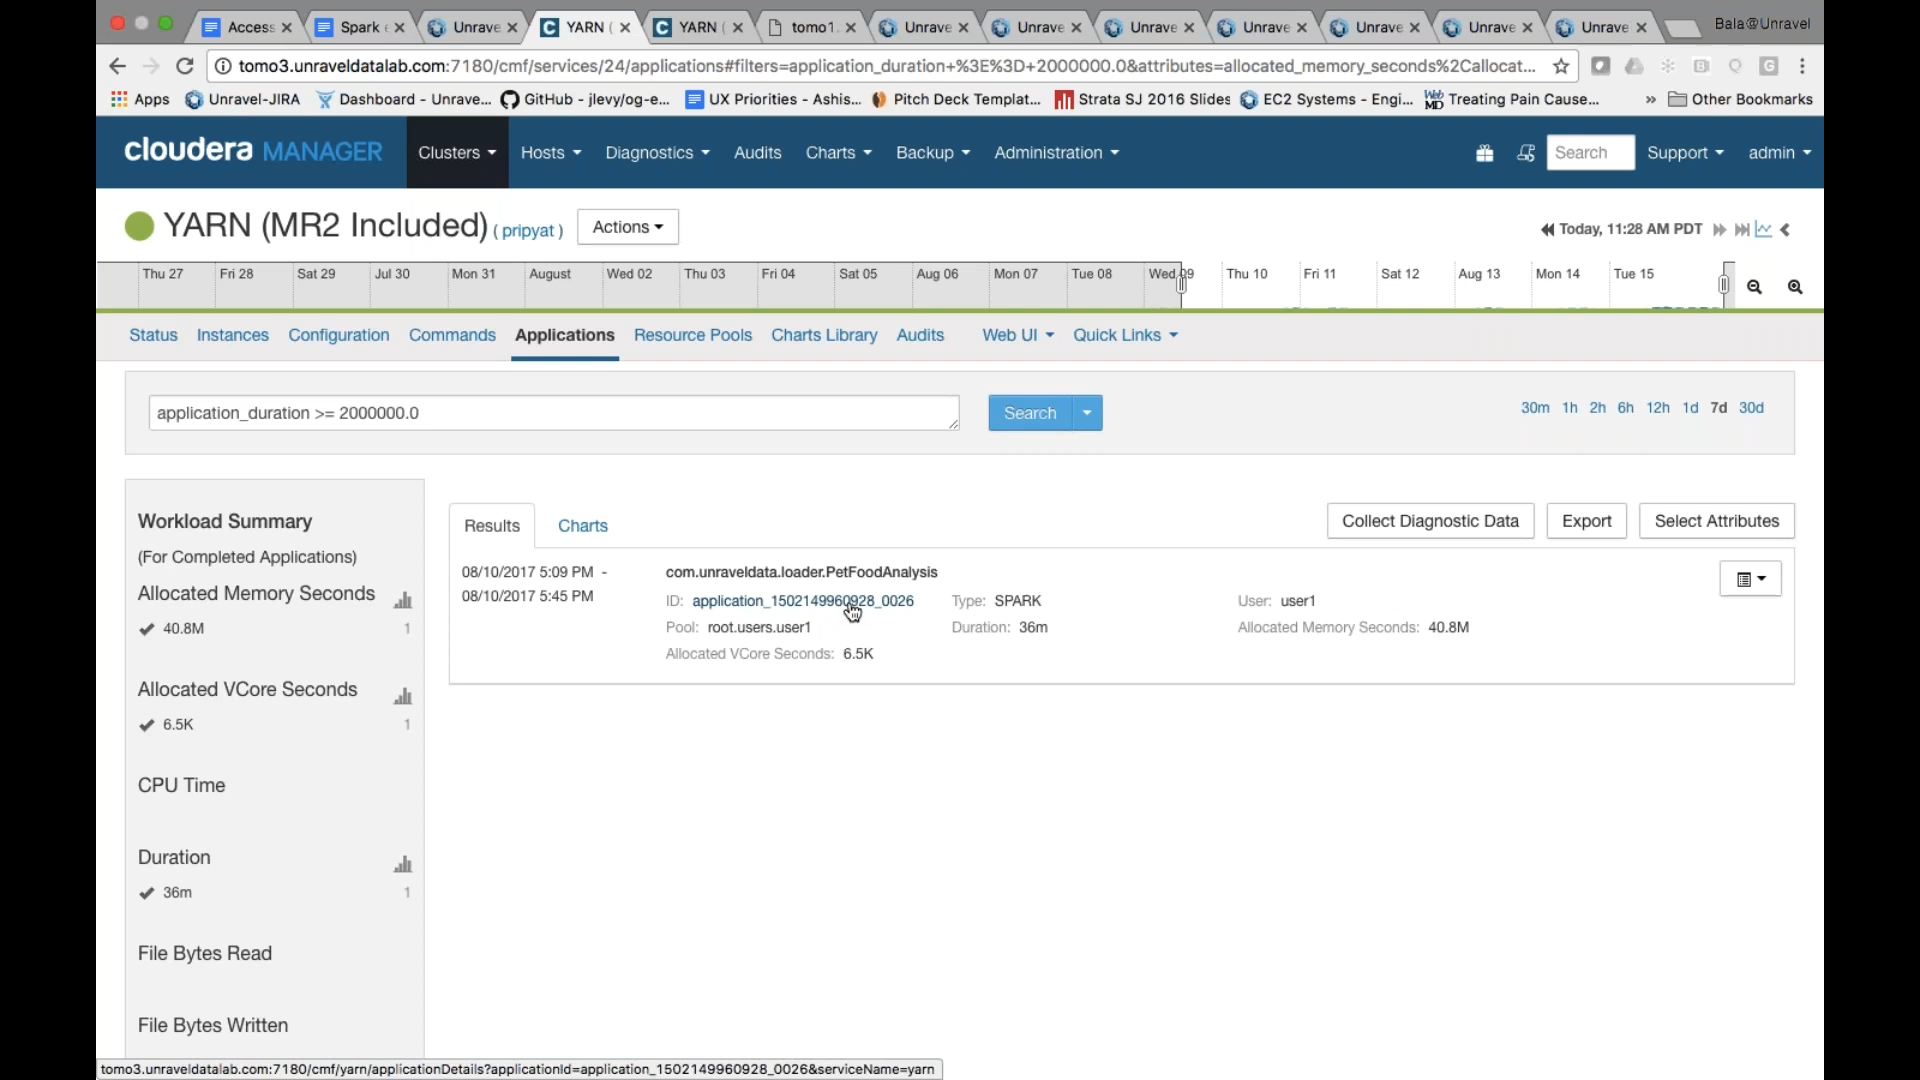 Access Spark Unrave YARN ( YARN ( tomo1. Unrave Unrave Unrave Unrave Unrave Unrave Unrave Bala@Unravel
tomo3.unraveldatalab.com:7180/cmf/services/24/applications#filters=application_duration+%3E%3D+2000000.0&attributes=allocated_memory_seconds%2Callocat...
Apps Unravel-JIRA Dashboard - Unrave... GitHub - jlevy/og-e... UX Priorities - Ashis... Pitch Deck Templat... Strata SJ 2016 Slides EC2 Systems - Engi... Web MD Treating Pain Cause... » Other Bookmarks
cloudera MANAGER Clusters Hosts Diagnostics Audits Charts Backup Administration Search Support admin
YARN (MR2 Included) ( pripyat ) Actions Today, 11:28 AM PDT
Thu 27 Fri 28 Sat 29 Jul 30 Mon 31 August Wed 02 Thu 03 Fri 04 Sat 05 Aug 06 Mon 07 Tue 08 Wed 09 Thu 10 Fri 11 Sat 12 Aug 13 Mon 14 Tue 15
Status Instances Configuration Commands Applications Resource Pools Charts Library Audits Web UI Quick Links
application_duration >= 2000000.0 Search 30m 1h 2h 6h 12h 1d 7d 30d
Workload Summary
(For Completed Applications)
Allocated Memory Seconds
40.8M 1
Allocated VCore Seconds
6.5K 1
CPU Time
Duration
36m 1
File Bytes Read
File Bytes Written
Results Charts Collect Diagnostic Data Export Select Attributes
08/10/2017 5:09 PM - com.unraveldata.loader.PetFoodAnalysis
08/10/2017 5:45 PM ID: application_1502149960928_0026 Type: SPARK User: user1
Pool: root.users.user1 Duration: 36m Allocated Memory Seconds: 40.8M
Allocated VCore Seconds: 6.5K
tomo3.unraveldatalab.com:7180/cmf/yarn/applicationDetails?applicationId=application_1502149960928_0026&serviceName=yarn